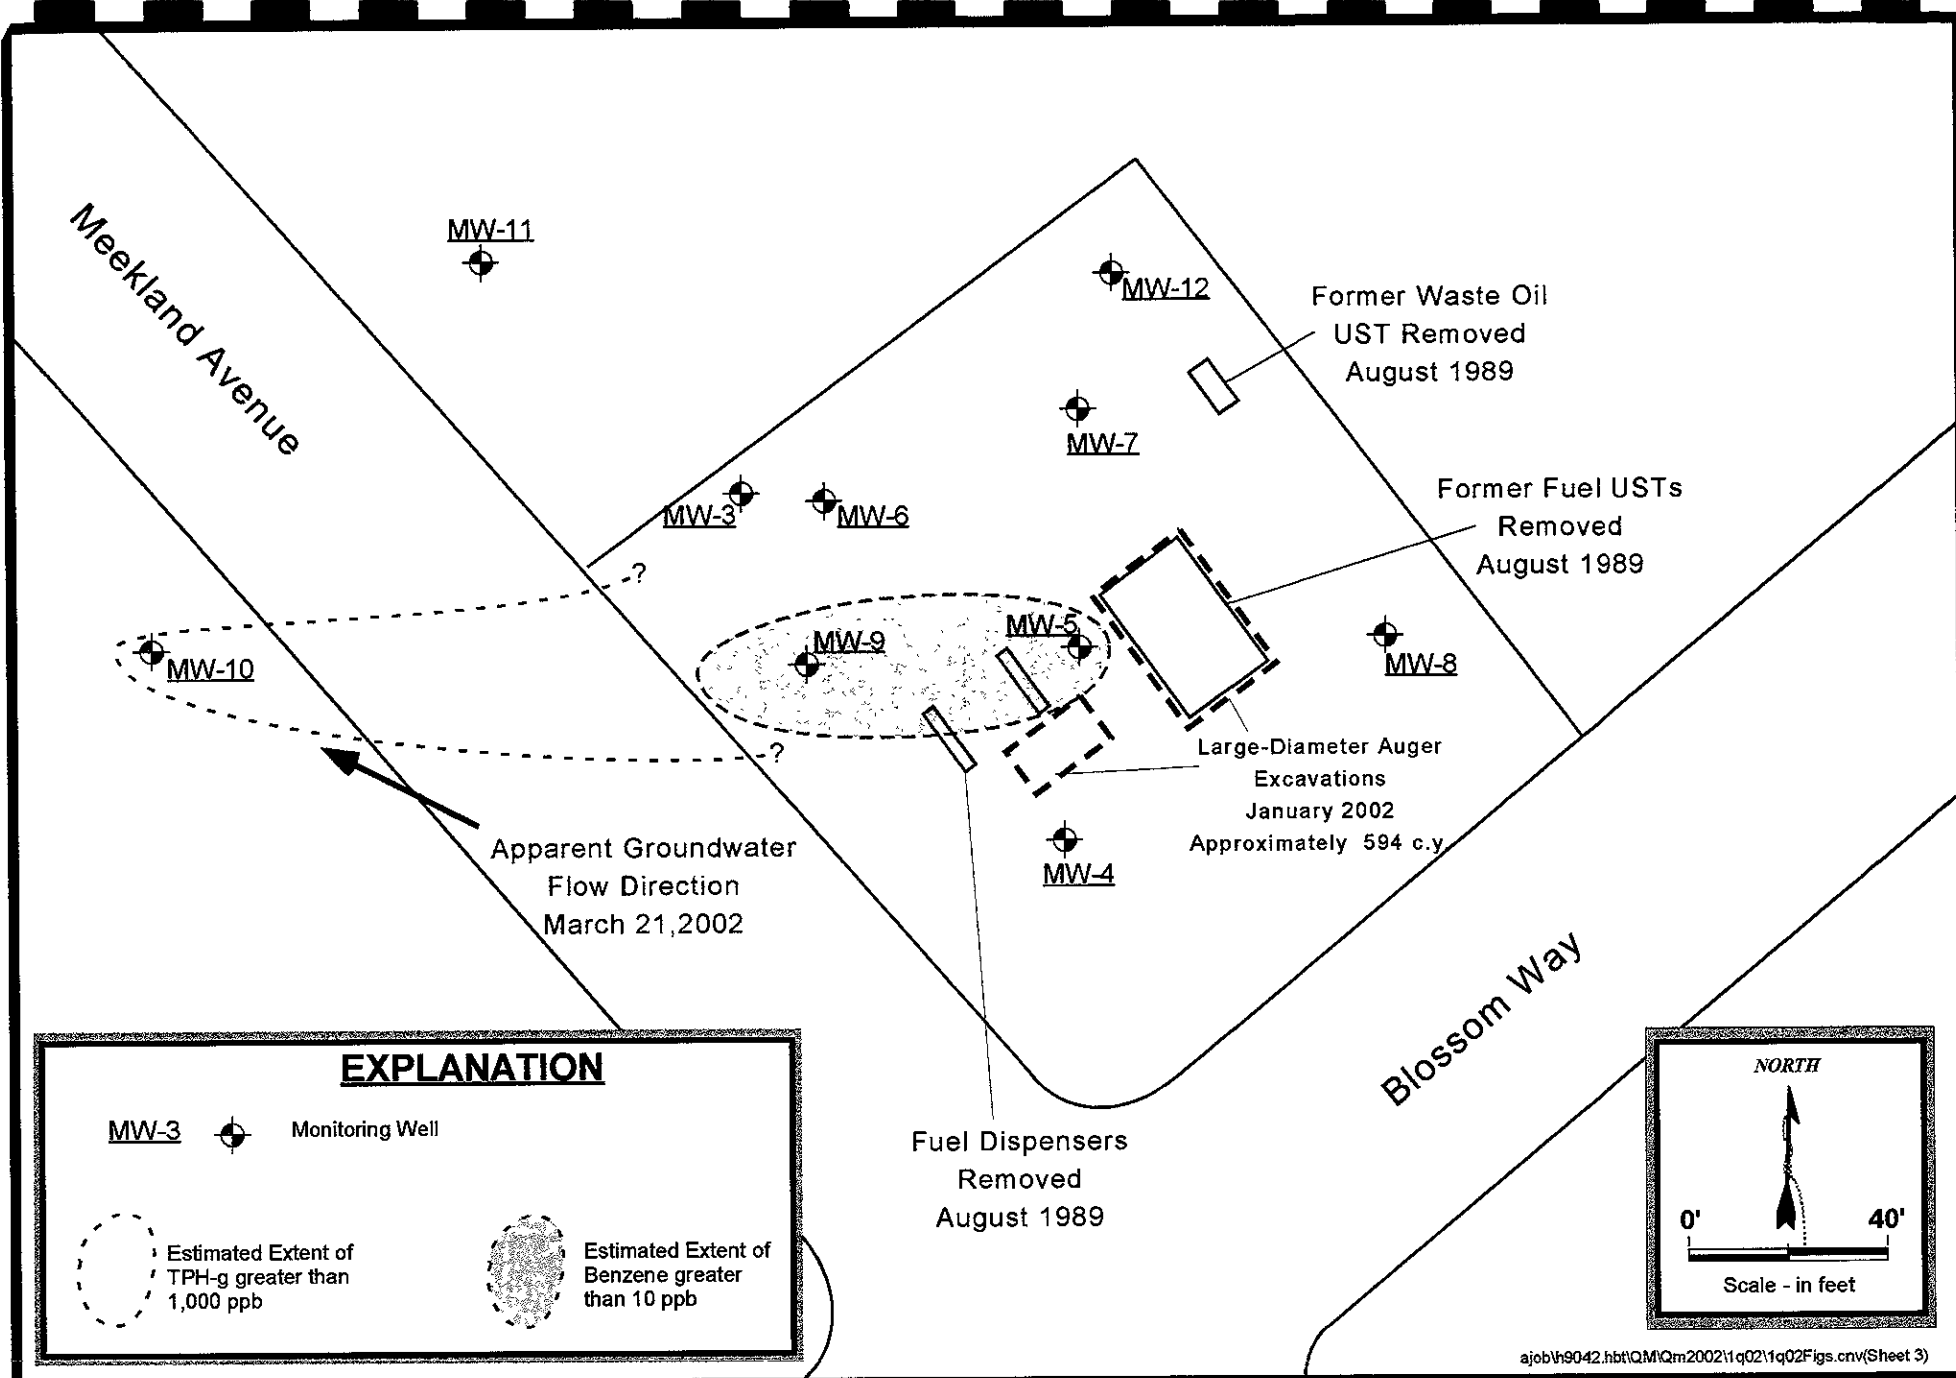 Meekland Avenue
MW-11
MW-12
Former Waste Oil
UST Removed
August 1989
MW-7
Former Fuel USTs
Removed
August 1989
MW-3
MW-6
?
MW-5
MW-9
MW-10
MW-8
?
Large-Diameter Auger
Excavations
January 2002
Approximately 594 c.y.
Apparent Groundwater
Flow Direction
March 21,2002
MW-4
Blossom Way
Fuel Dispensers
Removed
August 1989
EXPLANATION
MW-3
Monitoring Well
Estimated Extent of
TPH-g greater than
1,000 ppb
Estimated Extent of
Benzene greater
than 10 ppb
NORTH
0' 40'
Scale - in feet
ajob\h9042.hbt\QM\Qm2002\1q02\1q02Figs.cnv(Sheet 3)